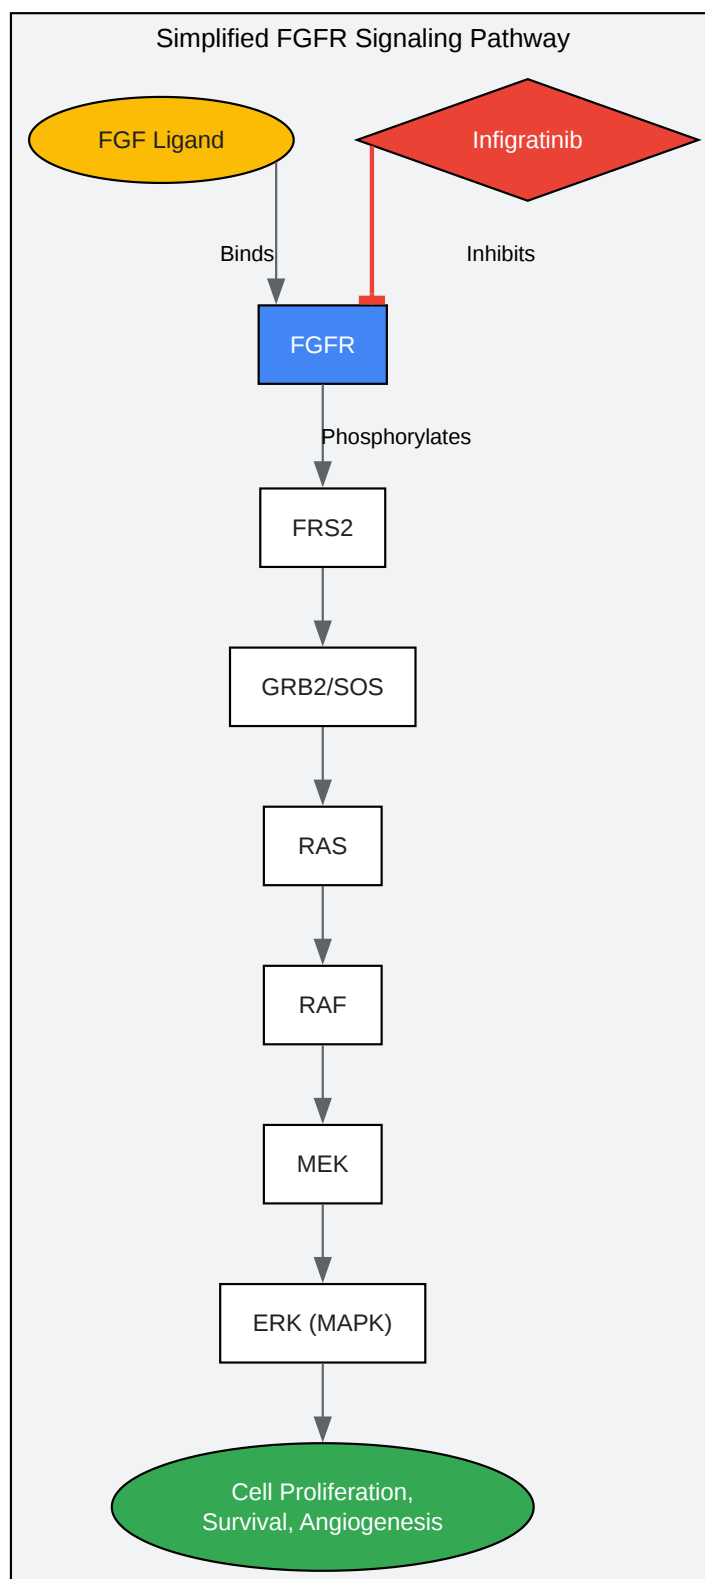 Simplified FGFR Signaling Pathway
FGF Ligand
Infigratinib
Binds
Inhibits
FGFR
Phosphorylates
FRS2
GRB2/SOS
RAS
RAF
MEK
ERK (MAPK)
Cell Proliferation,
Survival, Angiogenesis